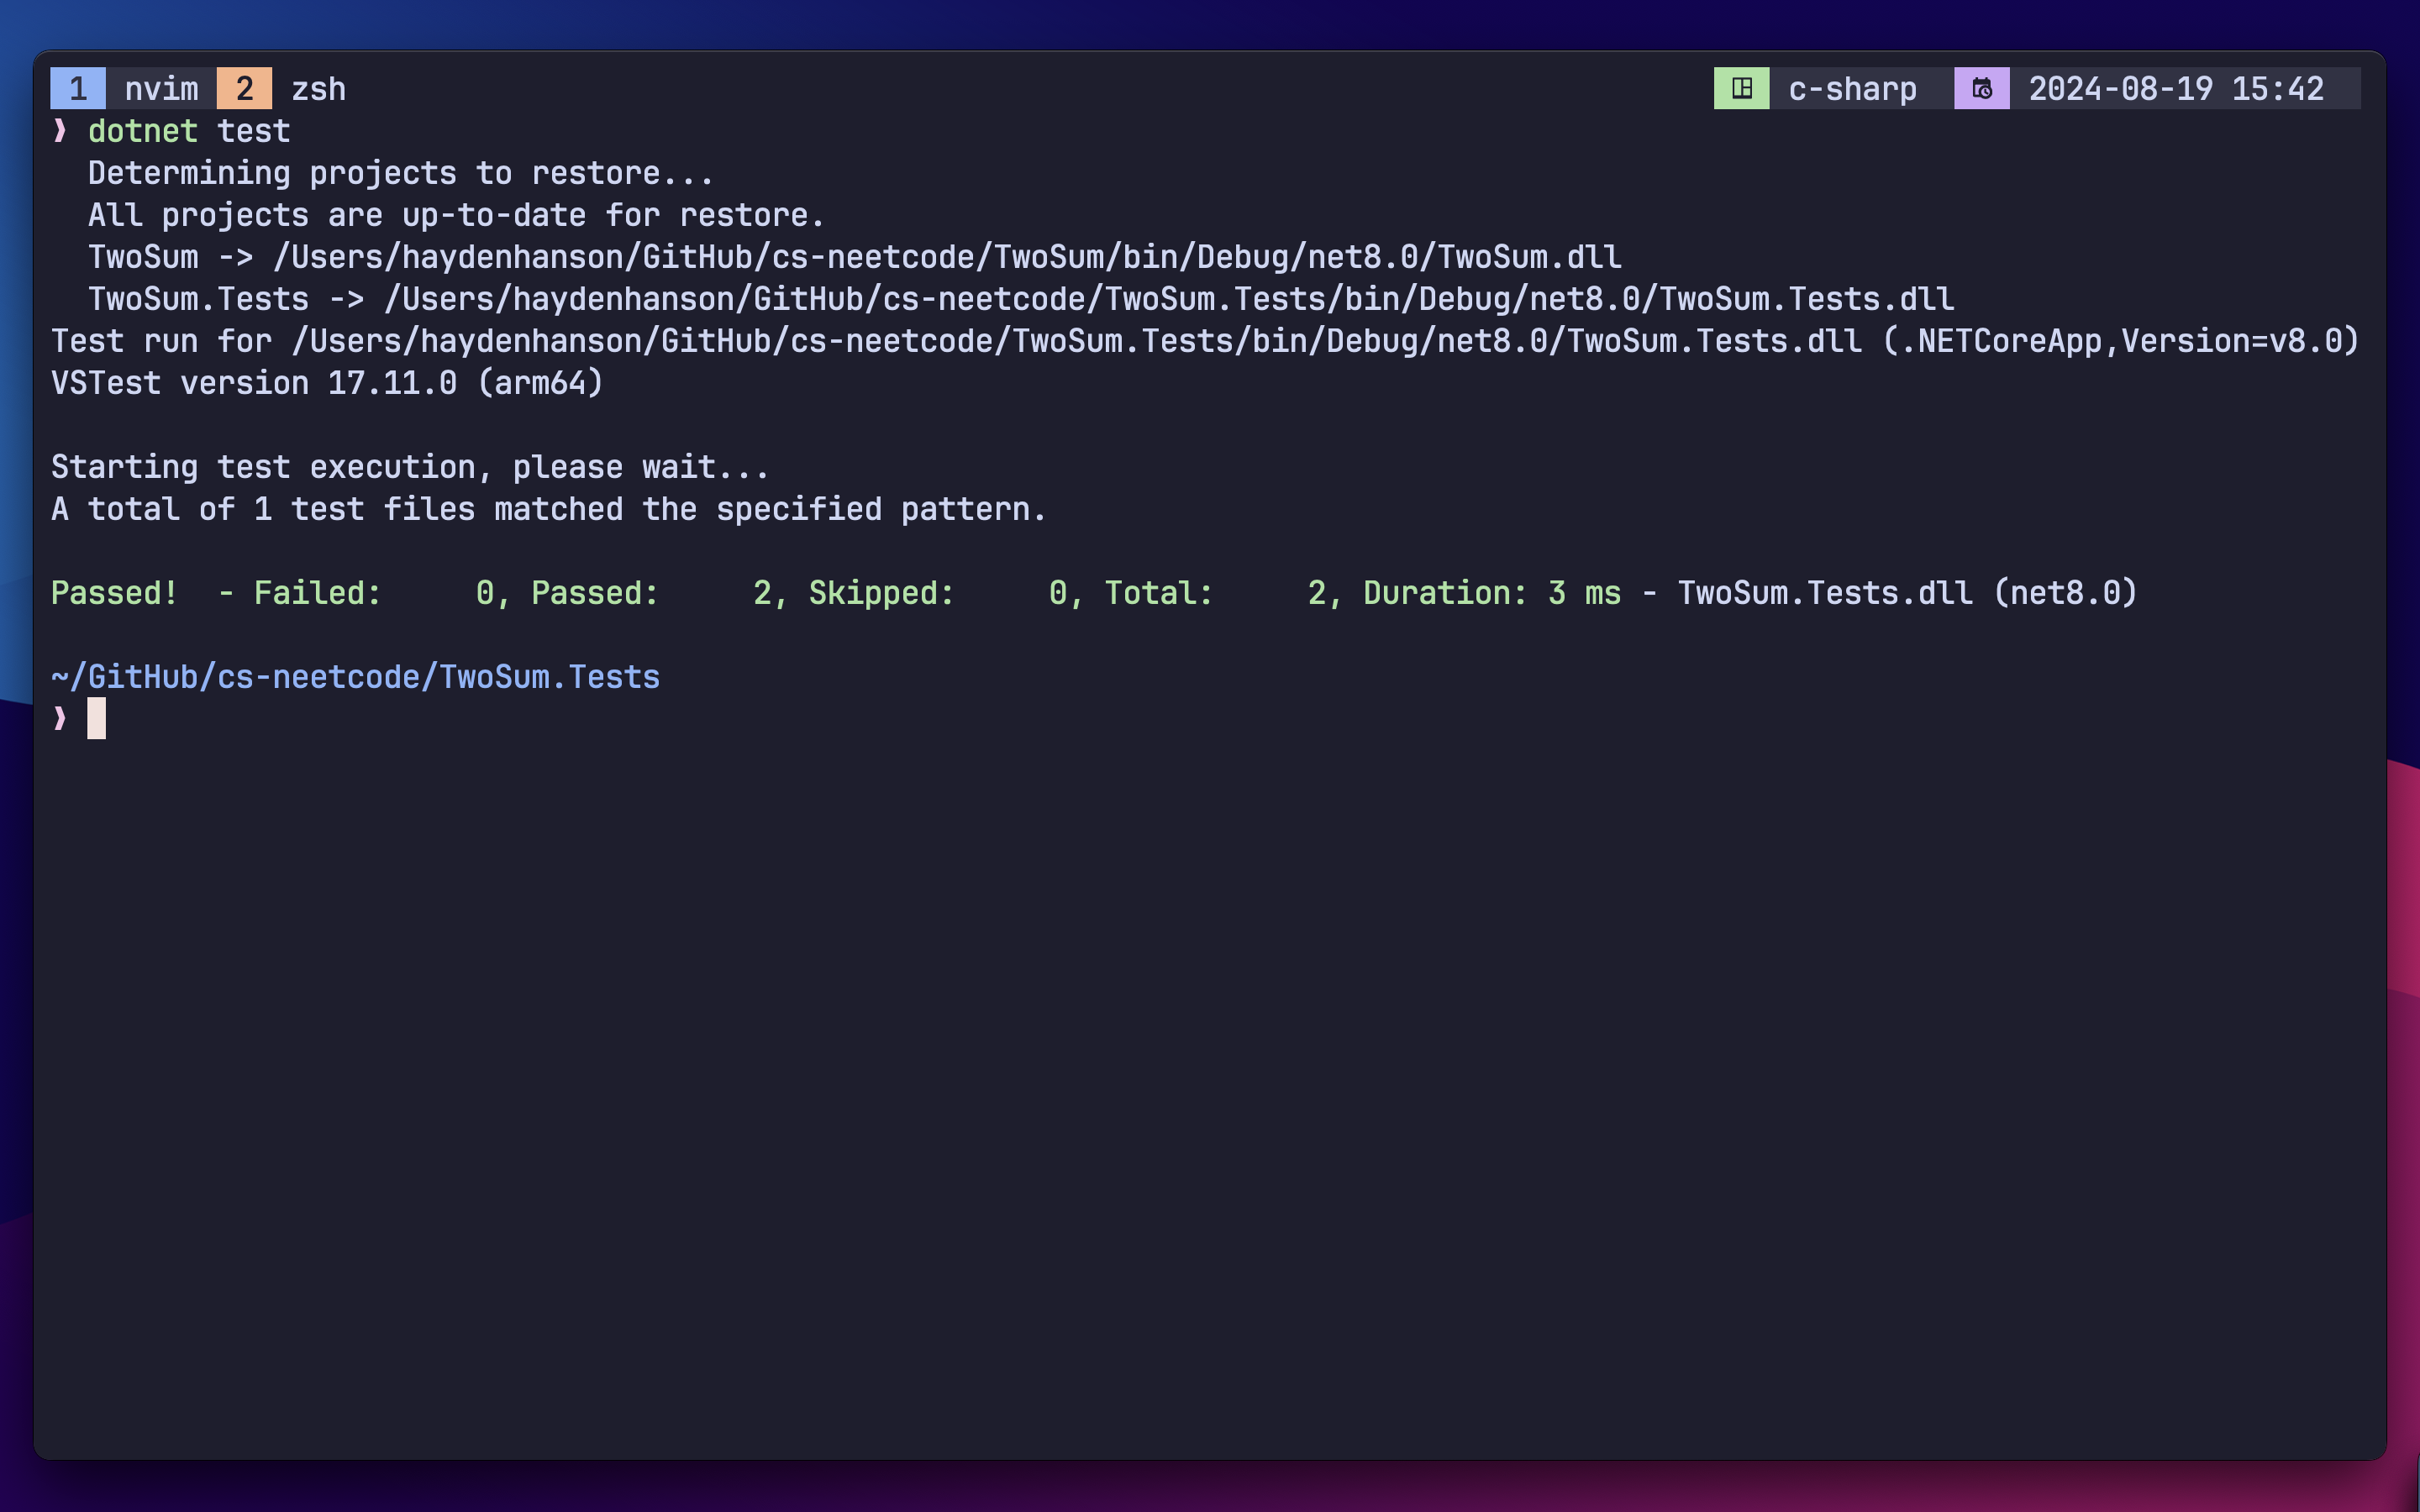 1 nvim 2 zsh c-sharp 2024-08-19 15:42
❯ dotnet test
  Determining projects to restore...
  All projects are up-to-date for restore.
  TwoSum -> /Users/haydenhanson/GitHub/cs-neetcode/TwoSum/bin/Debug/net8.0/TwoSum.dll
  TwoSum.Tests -> /Users/haydenhanson/GitHub/cs-neetcode/TwoSum.Tests/bin/Debug/net8.0/TwoSum.Tests.dll
Test run for /Users/haydenhanson/GitHub/cs-neetcode/TwoSum.Tests/bin/Debug/net8.0/TwoSum.Tests.dll (.NETCoreApp,Version=v8.0)
VSTest version 17.11.0 (arm64)
Starting test execution, please wait...
A total of 1 test files matched the specified pattern.
Passed!  - Failed:     0, Passed:     2, Skipped:     0, Total:     2, Duration: 3 ms - TwoSum.Tests.dll (net8.0)
~/GitHub/cs-neetcode/TwoSum.Tests
❯